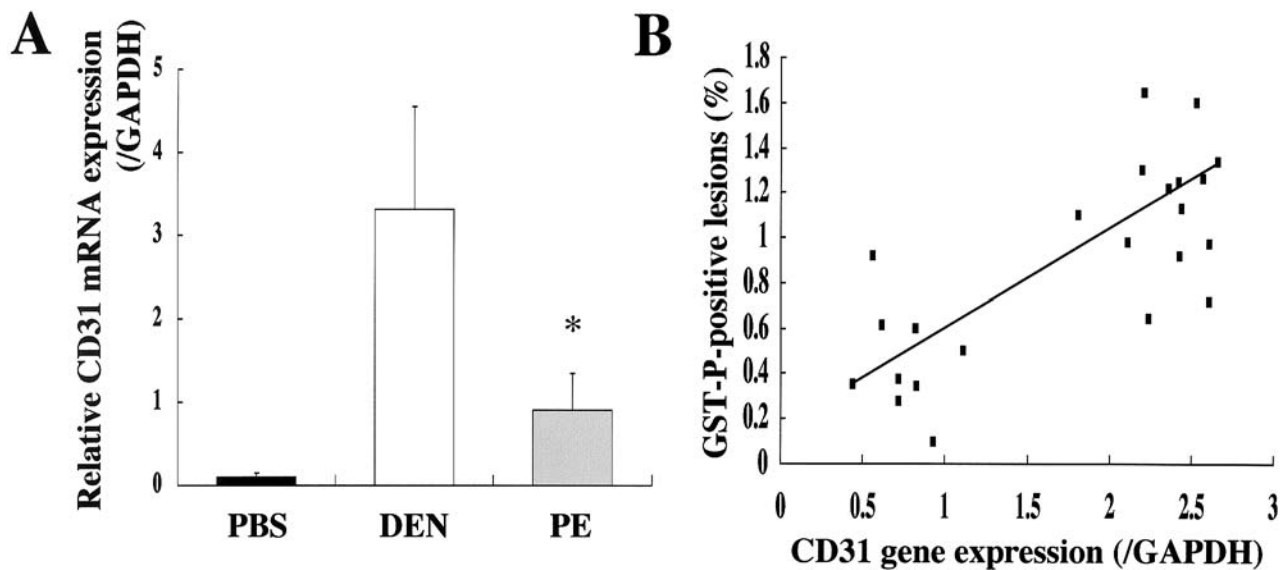 A
Relative CD31 mRNA expression
(/GAPDH)
5
4
3
2
1
0
*
PBS DEN PE
B
GST-P-positive lesions (%)
1.8
1.6
1.4
1.2
1
0.8
0.6
0.4
0.2
0
0 0.5 1 1.5 2 2.5 3
CD31 gene expression (/GAPDH)